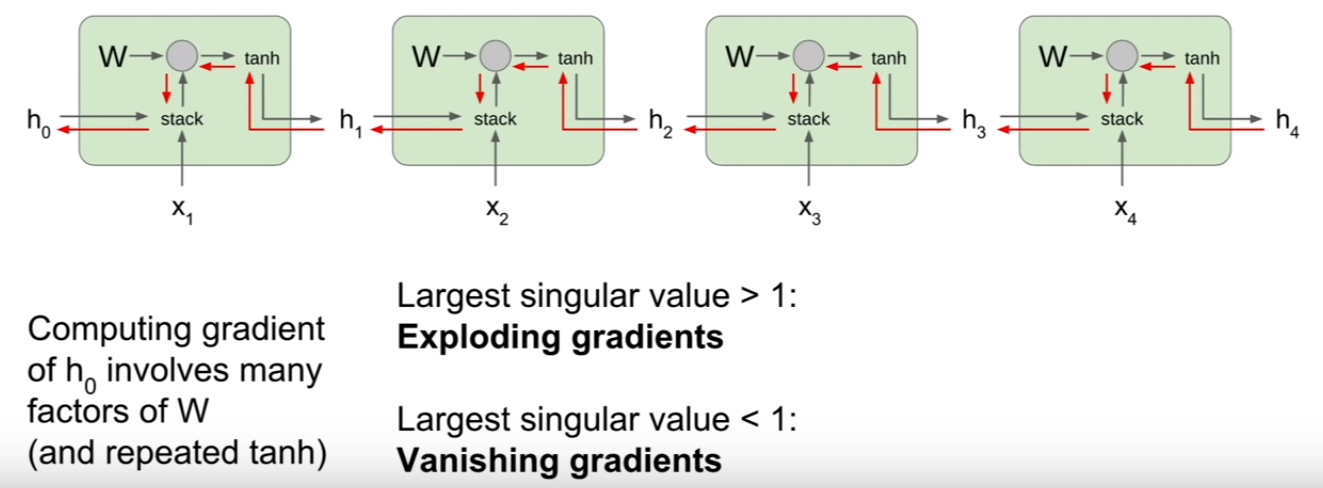 W tanh W tanh W tanh W tanh
h₀ stack h₁ stack h₂ stack h₃ stack h₄
x₁ x₂ x₃ x₄
Computing gradient
of h₀ involves many
factors of W
(and repeated tanh)
Largest singular value > 1:
Exploding gradients
Largest singular value < 1:
Vanishing gradients